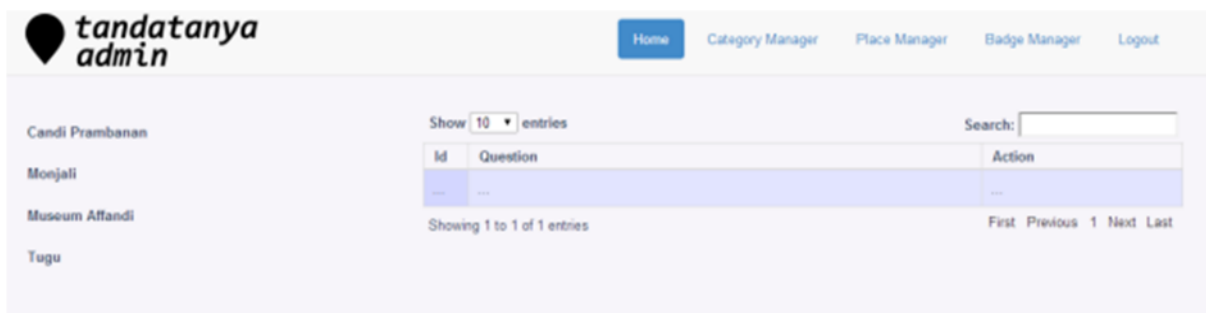 tandatanya
admin
Home Category Manager Place Manager Badge Manager Logout
Candi Prambanan
Monjali
Museum Affandi
Tugu
Show 10 entries
Search:
Id Question Action
... ... ...
Showing 1 to 1 of 1 entries
First Previous 1 Next Last